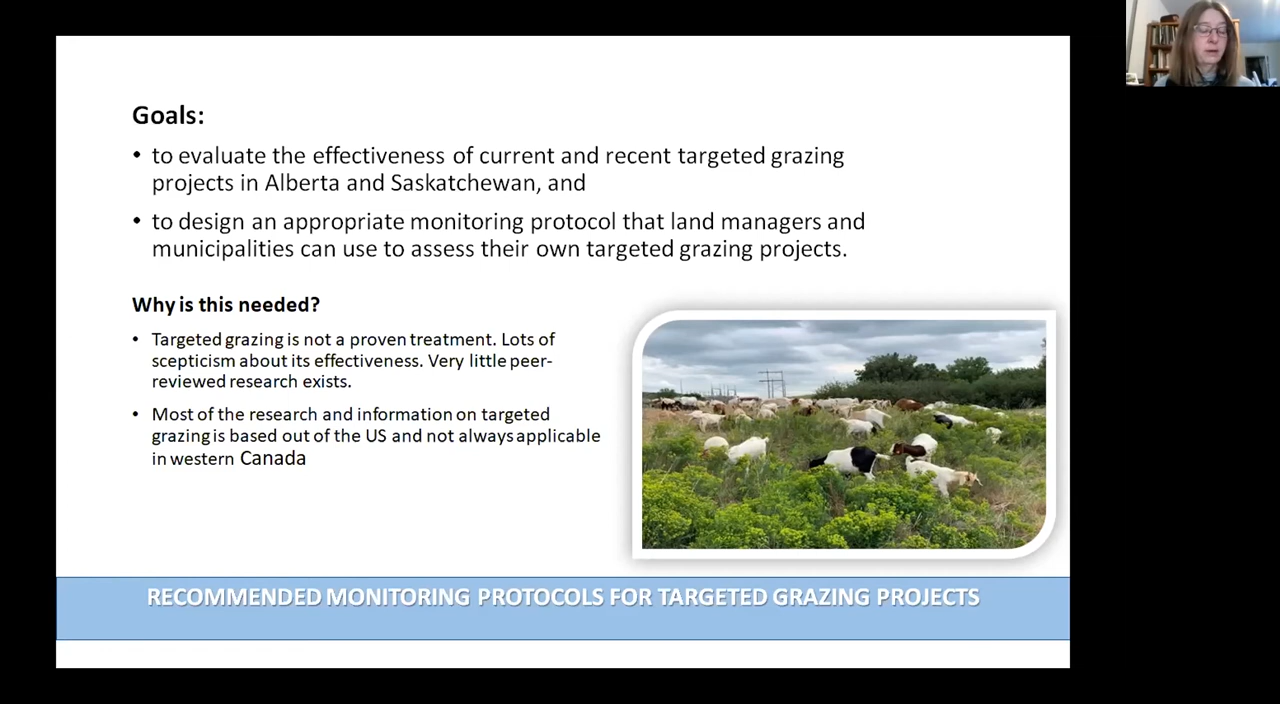 Goals:
• to evaluate the effectiveness of current and recent targeted grazing
projects in Alberta and Saskatchewan, and
• to design an appropriate monitoring protocol that land managers and
municipalities can use to assess their own targeted grazing projects.
Why is this needed?
• Targeted grazing is not a proven treatment. Lots of
scepticism about its effectiveness. Very little peer-
reviewed research exists.
• Most of the research and information on targeted
grazing is based out of the US and not always applicable
in western Canada
RECOMMENDED MONITORING PROTOCOLS FOR TARGETED GRAZING PROJECTS